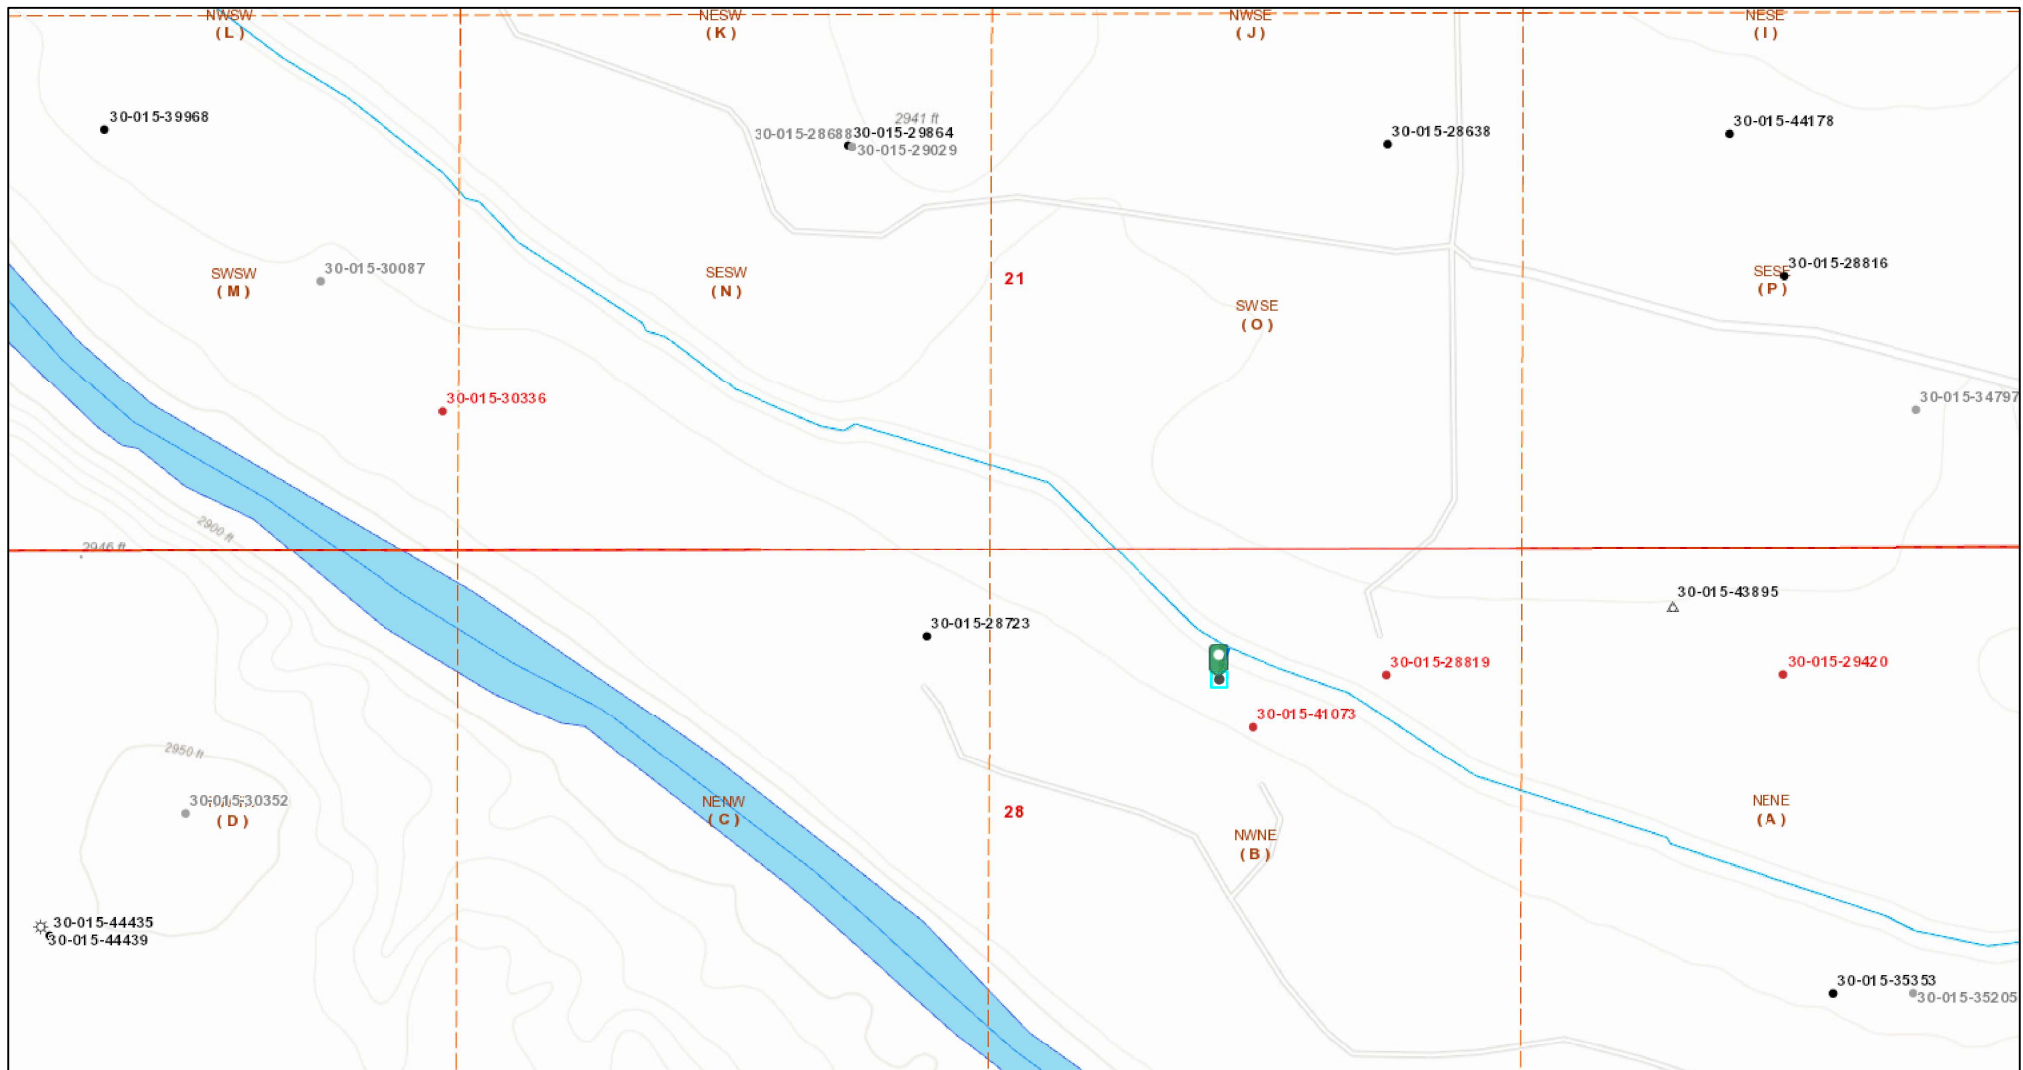 NWSW
( L )
NESW
( K )
NWSE
( J )
NESE
( I )
30-015-39968
2941 ft
30-015-28688
30-015-29864
30-015-29029
30-015-28638
30-015-44178
SWSW
( M )
30-015-30087
SESW
( N )
21
SWSE
( O )
30-015-28816
SESE
( P )
30-015-30336
30-015-34797
2900 ft
2946 ft
30-015-28723
30-015-43895
30-015-28819
30-015-29420
30-015-41073
2950 ft
30-015-30352
( D )
NENW
( C )
28
NWNE
( B )
NENE
( A )
30-015-44435
30-015-44439
30-015-35353
30-015-35205